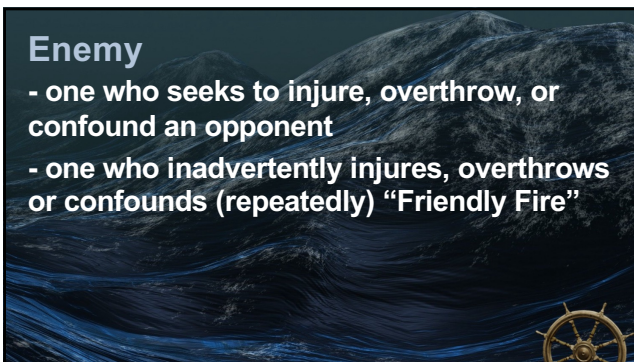 Enemy
- one who seeks to injure, overthrow, or
confound an opponent
- one who inadvertently injures, overthrows
or confounds (repeatedly) “Friendly Fire”